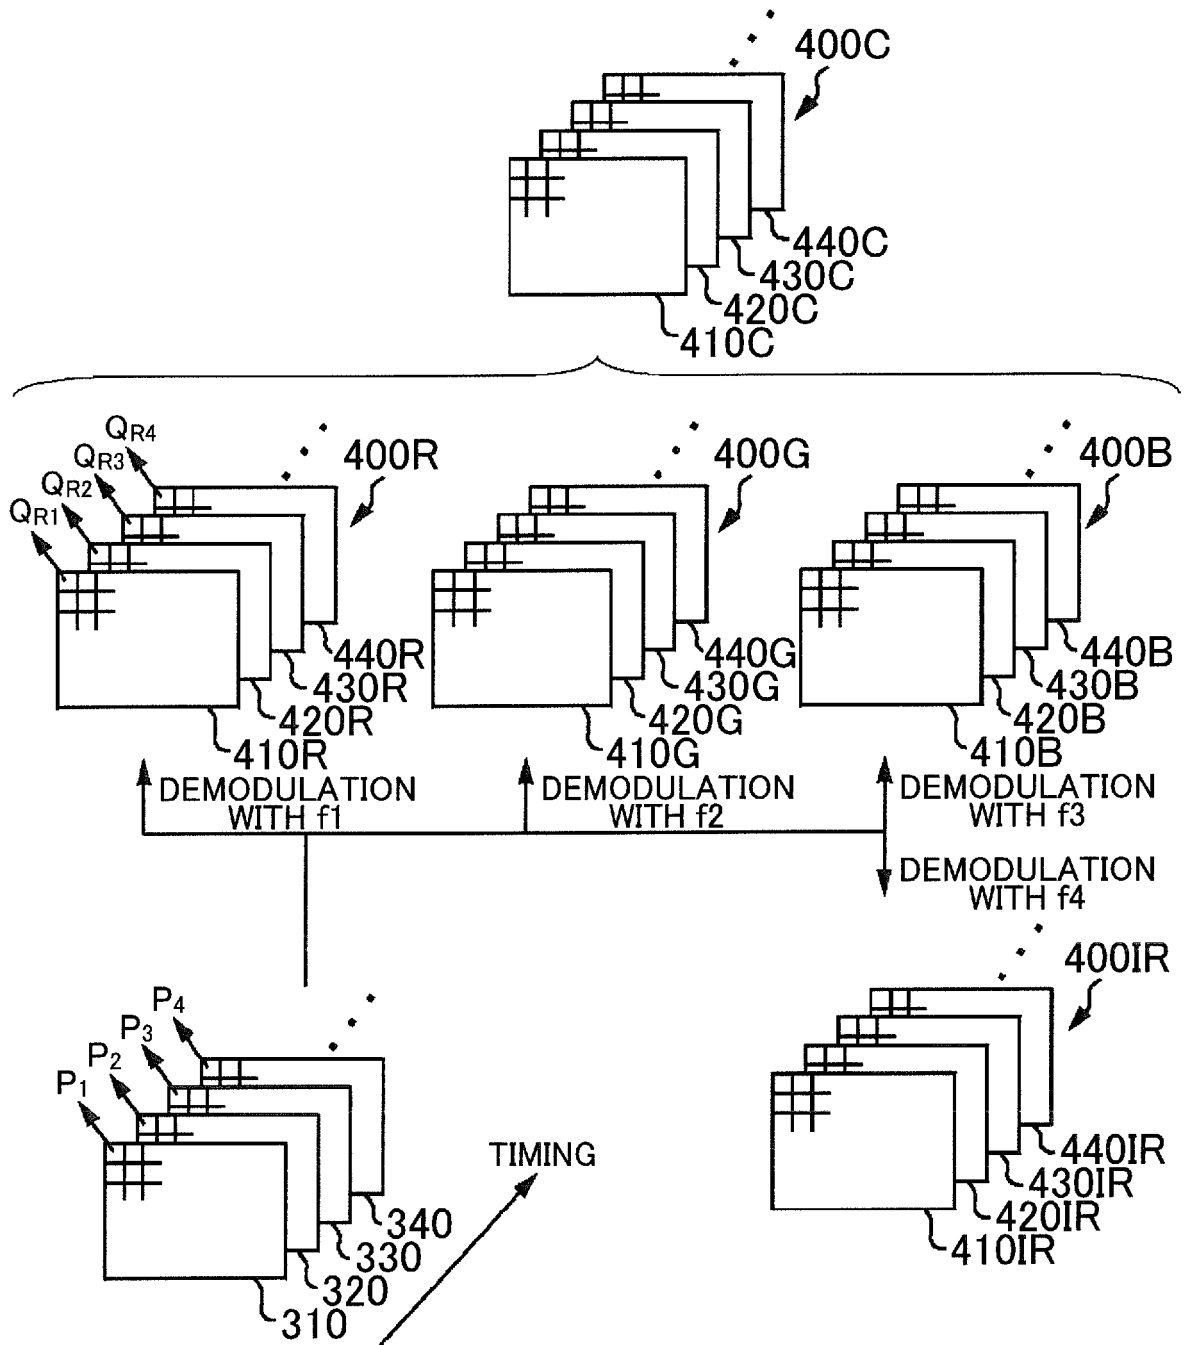 400C
440C
430C
420C
410C
QR4
QR3
QR2
QR1
400R
440R
430R
420R
410R
400G
440G
430G
420G
410G
400B
440B
430B
420B
410B
DEMODULATION
WITH f1
DEMODULATION
WITH f2
DEMODULATION
WITH f3
DEMODULATION
WITH f4
P4
P3
P2
P1
340
330
320
310
TIMING
400IR
440IR
430IR
420IR
410IR